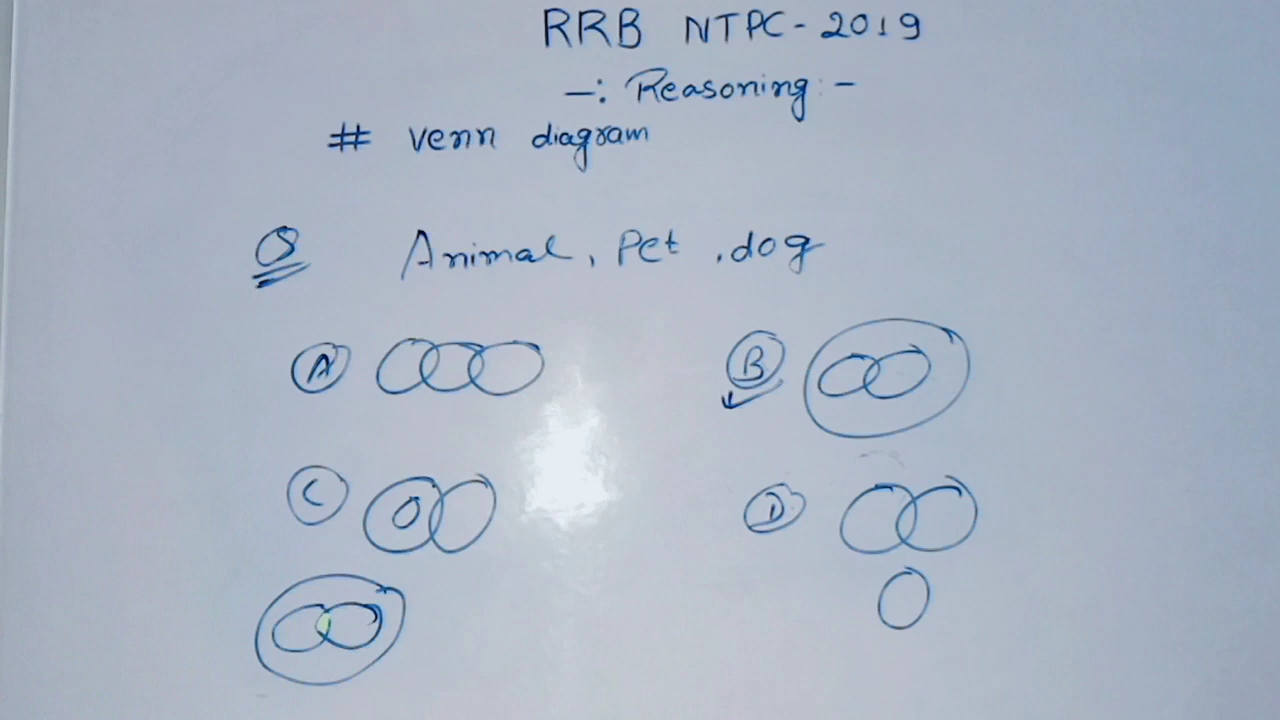 RRB NTPC-2019
-: Reasoning :-
# venn diagram
Q Animal, Pet, dog
A B
C D